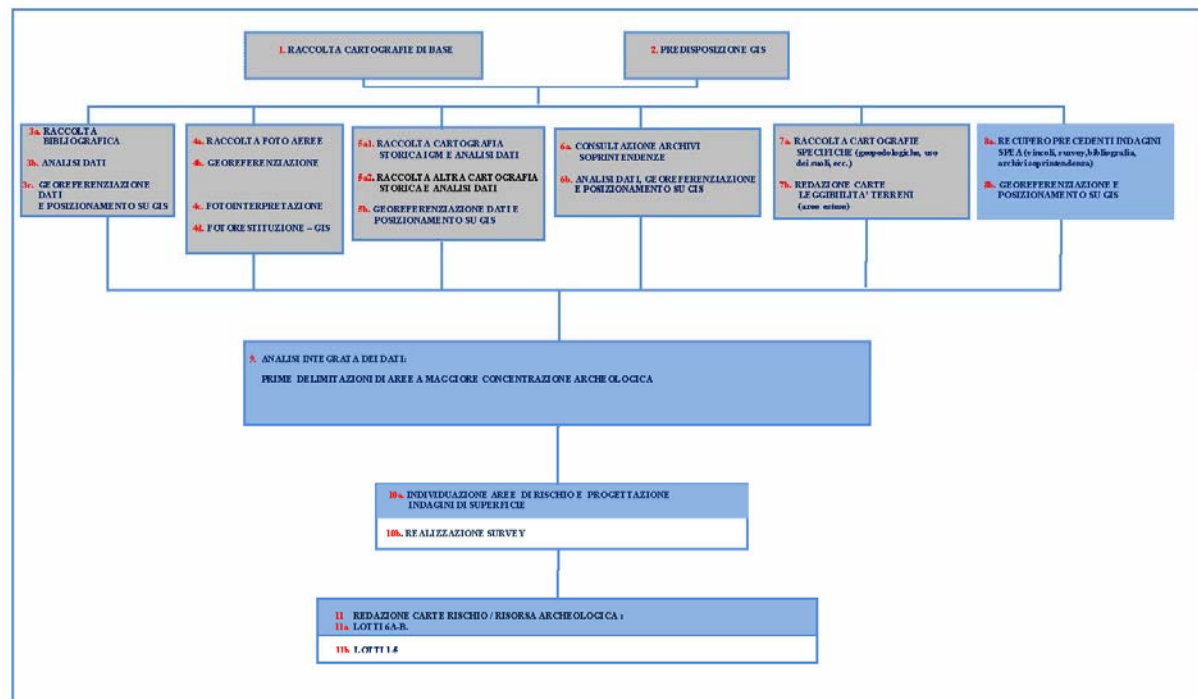 1. RACCOLTA CARTOGRAFIE DI BASE
2. PREDISPOSIZIONE GIS
3a. RACCOLTA
BIBLIOGRAFICA
3b. ANALISI DATI
3c. GEOREFERENZIAZIONE
DATI
E POSIZIONAMENTO SU GIS
4a. RACCOLTA FOTO AEREE
4b. GEOREFERENZIAZIONE
4c. FOTOINTERPRETAZIONE
4d. FOTORESTITUZIONE – GIS
5a1. RACCOLTA CARTOGRAFIA
STORICA IGM E ANALISI DATI
5a2. RACCOLTA ALTRA CARTOGRAFIA
STORICA E ANALISI DATI
5b. GEOREFERENZIAZIONE DATI E
POSIZIONAMENTO SU GIS
6a. CONSULTAZIONE ARCHIVI
SOPRINTENDENZE
6b. ANALISI DATI, GEOREFERENZIAZIONE
E POSIZIONAMENTO SU GIS
7a. RACCOLTA CARTOGRAFIE
SPECIFICHE (geopedologiche, uso
dei suoli, ecc.)
7b. REDAZIONE CARTE
LEGGIBILITA' TERRENI
(aree estese)
8a. RECUPERO PRECEDENTI INDAGINI
SPEA (vincoli, survey,bibliografia,
archivi soprintendenza)
8b. GEOREFERENZIAZIONE E
POSIZIONAMENTO SU GIS
9. ANALISI INTEGRATA DEI DATI:
PRIME DELIMITAZIONI DI AREE A MAGGIORE CONCENTRAZIONE ARCHEOLOGICA
10a. INDIVIDUAZIONE AREE DI RISCHIO E PROGETTAZIONE
INDAGINI DI SUPERFICIE
10b. REALIZZAZIONE SURVEY
11 REDAZIONE CARTE RISCHIO / RISORSA ARCHEOLOGICA :
11a. LOTTI 6A-B.
11b. LOTTI 1-5